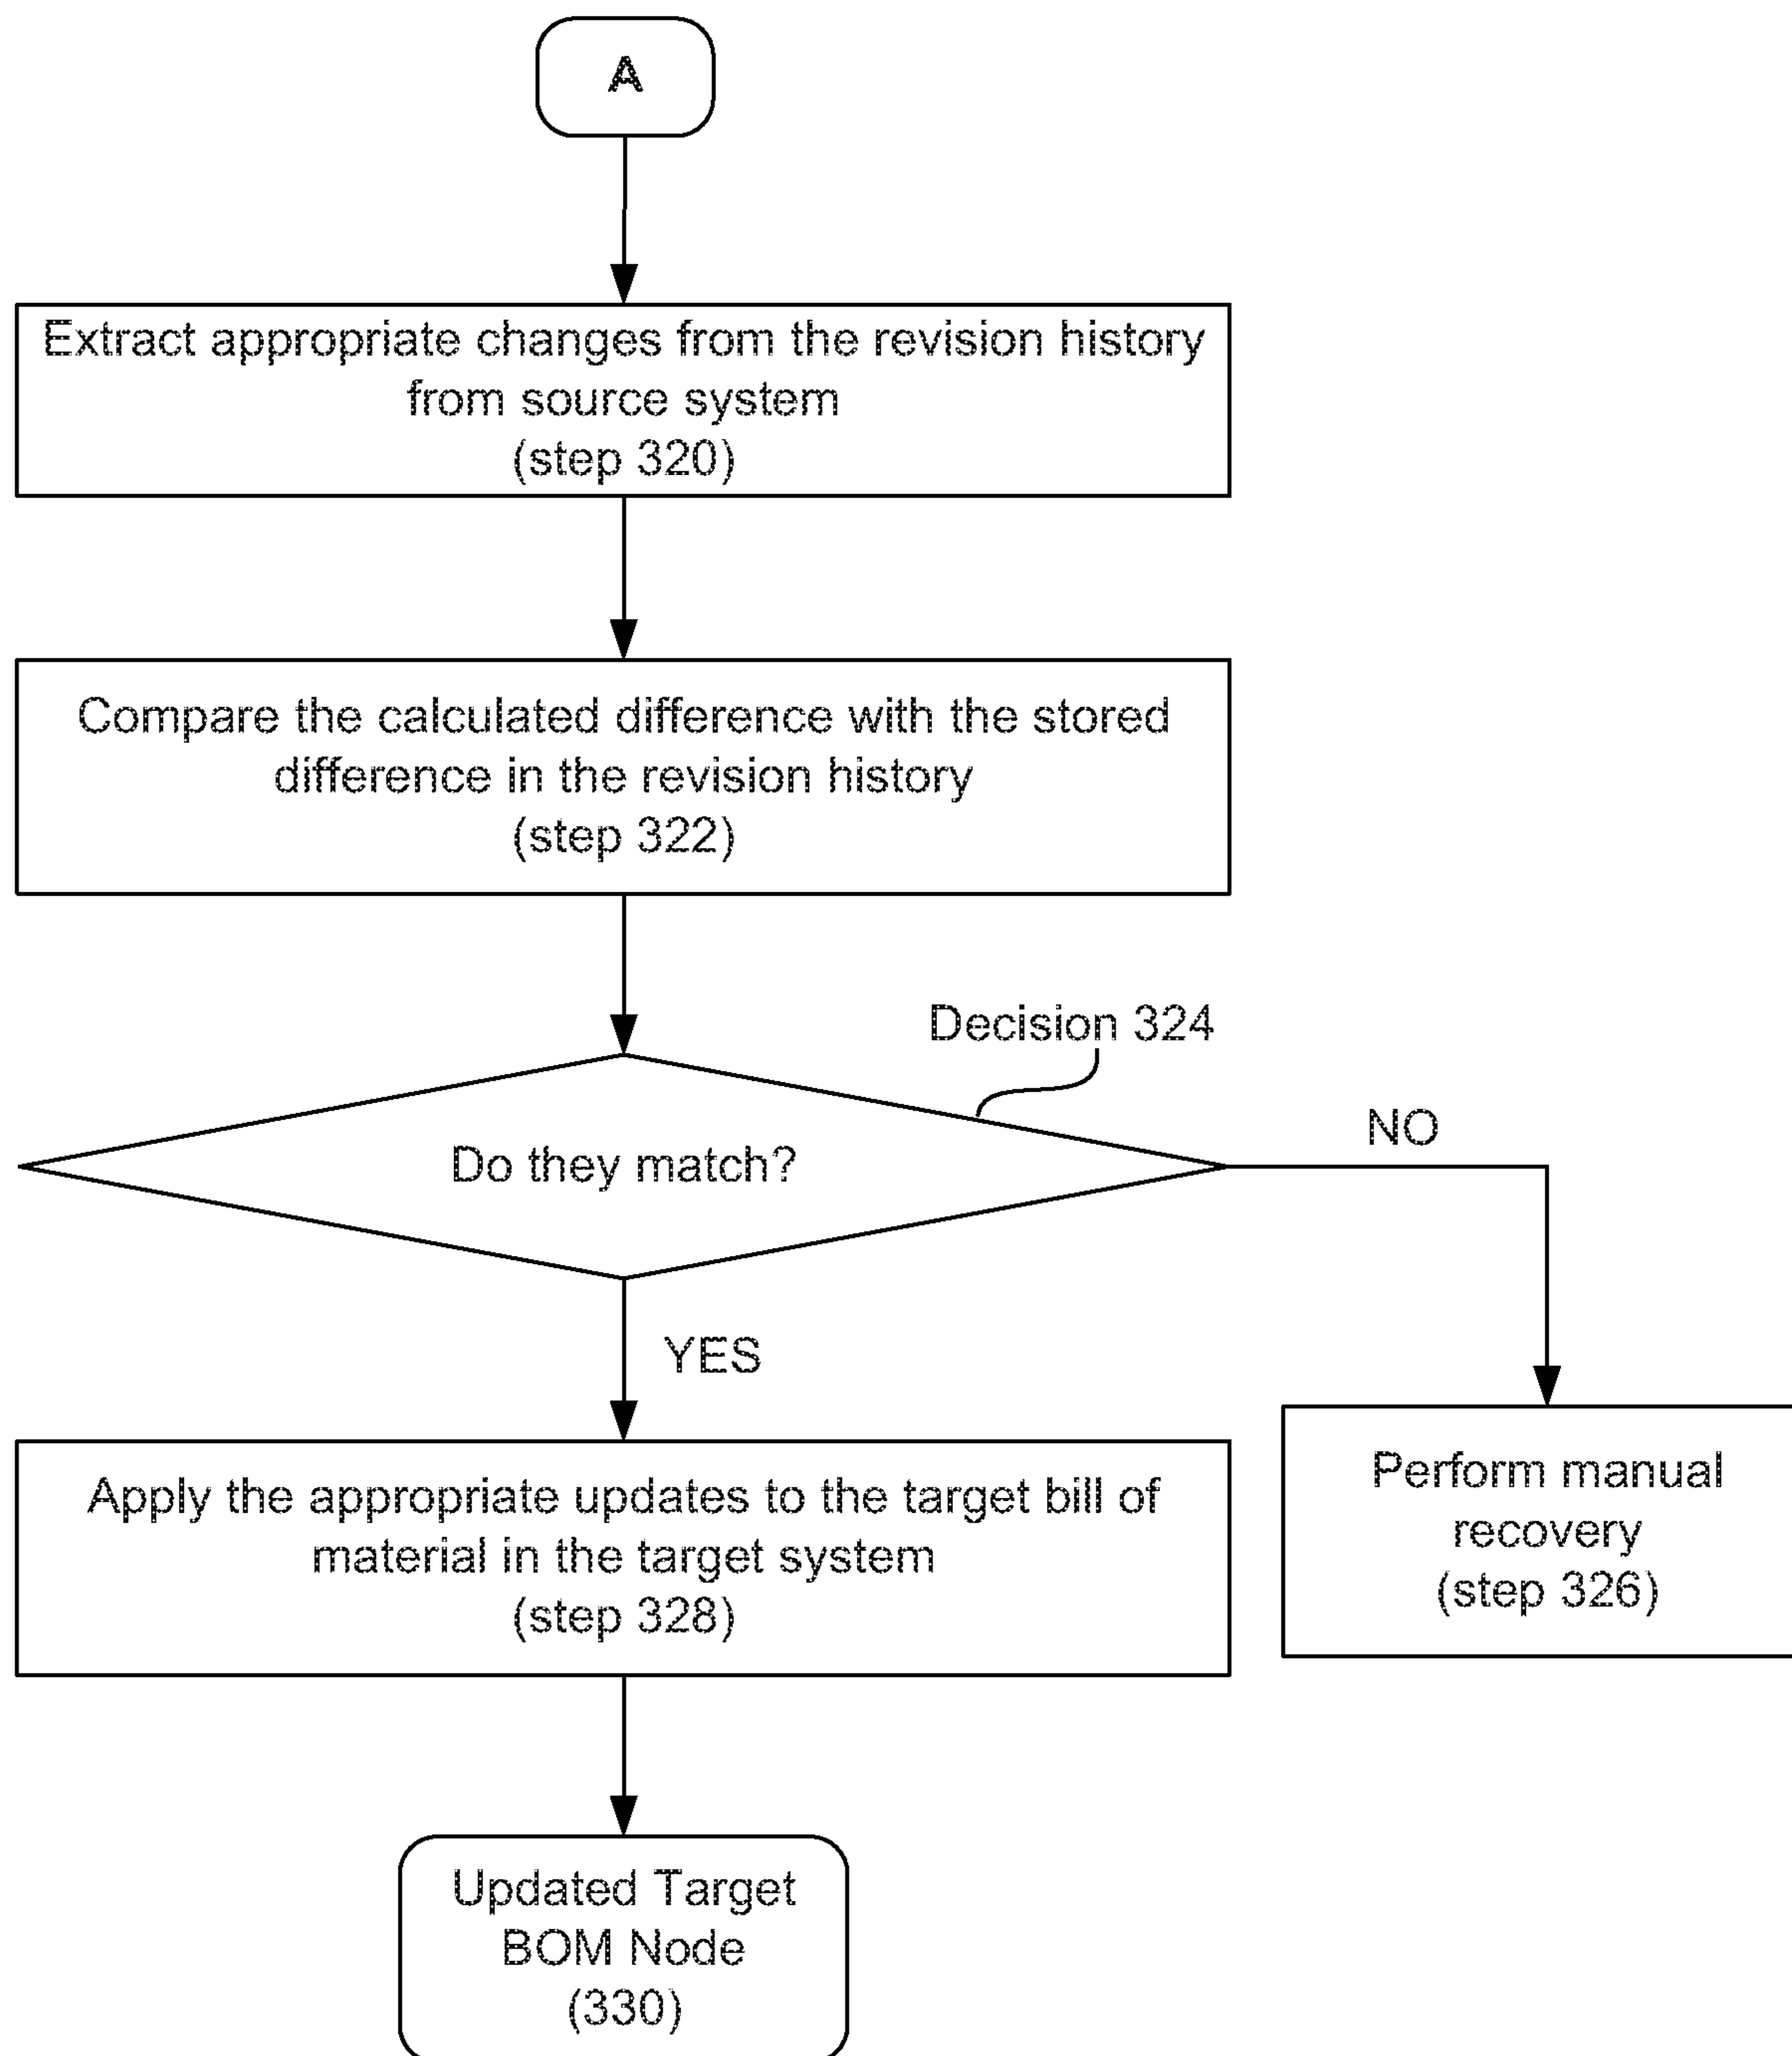 A
Extract appropriate changes from the revision history
from source system
(step 320)
Compare the calculated difference with the stored
difference in the revision history
(step 322)
Decision 324
Do they match?
NO
YES
Apply the appropriate updates to the target bill of
material in the target system
(step 328)
Perform manual
recovery
(step 326)
Updated Target
BOM Node
(330)